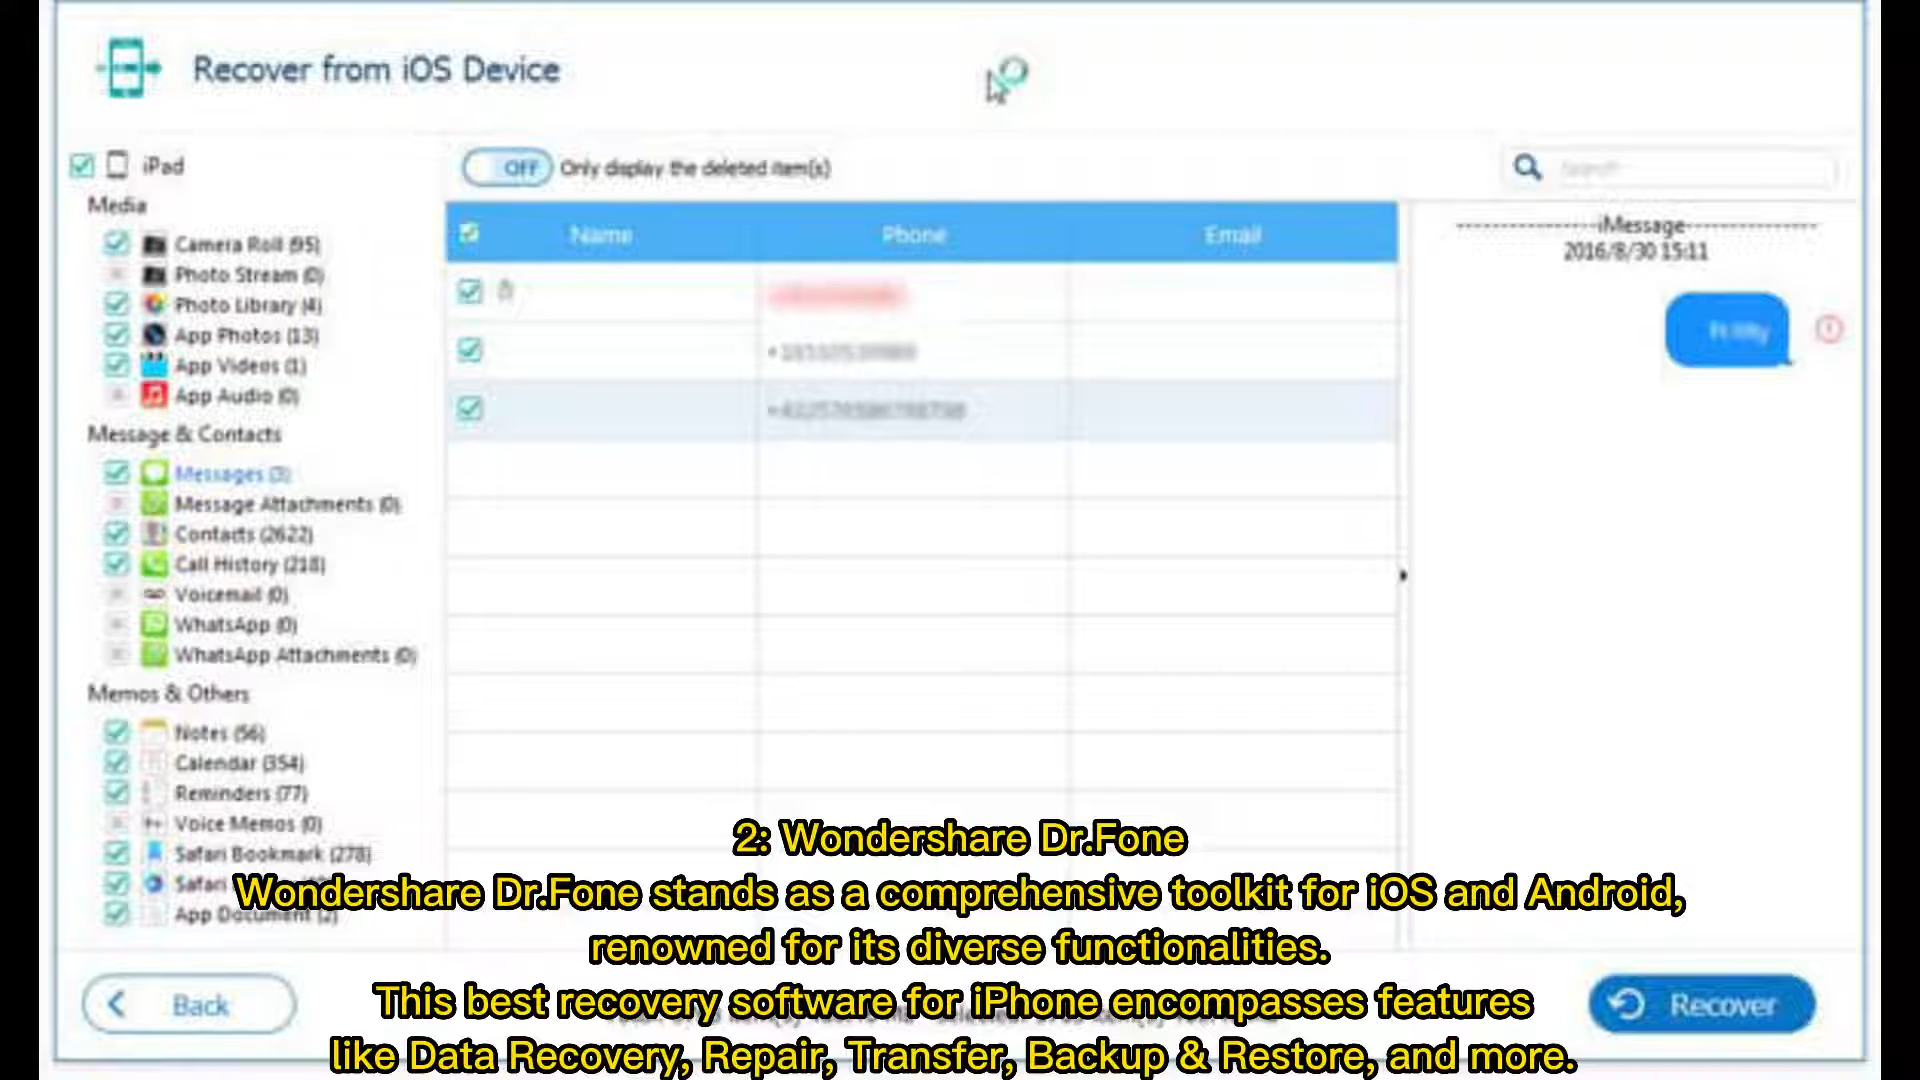 Recover from iOS Device
iPad
OFF Only display the deleted item(s)
Search
Media
Camera Roll (95)
Photo Stream (0)
Photo Library (4)
App Photos (13)
App Videos (1)
App Audio (0)
Message & Contacts
Messages (3)
Message Attachments (0)
Contacts (2622)
Call History (218)
Voicemail (0)
WhatsApp (0)
WhatsApp Attachments (0)
Memos & Others
Notes (56)
Calendar (354)
Reminders (77)
Voice Memos (0)
Safari Bookmark (278)
Safari
App Document (2)
Name Phone Email
iMessage
2016/8/30 15:11
2: Wondershare Dr.Fone
Wondershare Dr.Fone stands as a comprehensive toolkit for iOS and Android,
renowned for its diverse functionalities.
This best recovery software for iPhone encompasses features
like Data Recovery, Repair, Transfer, Backup & Restore, and more.
Back
Recover